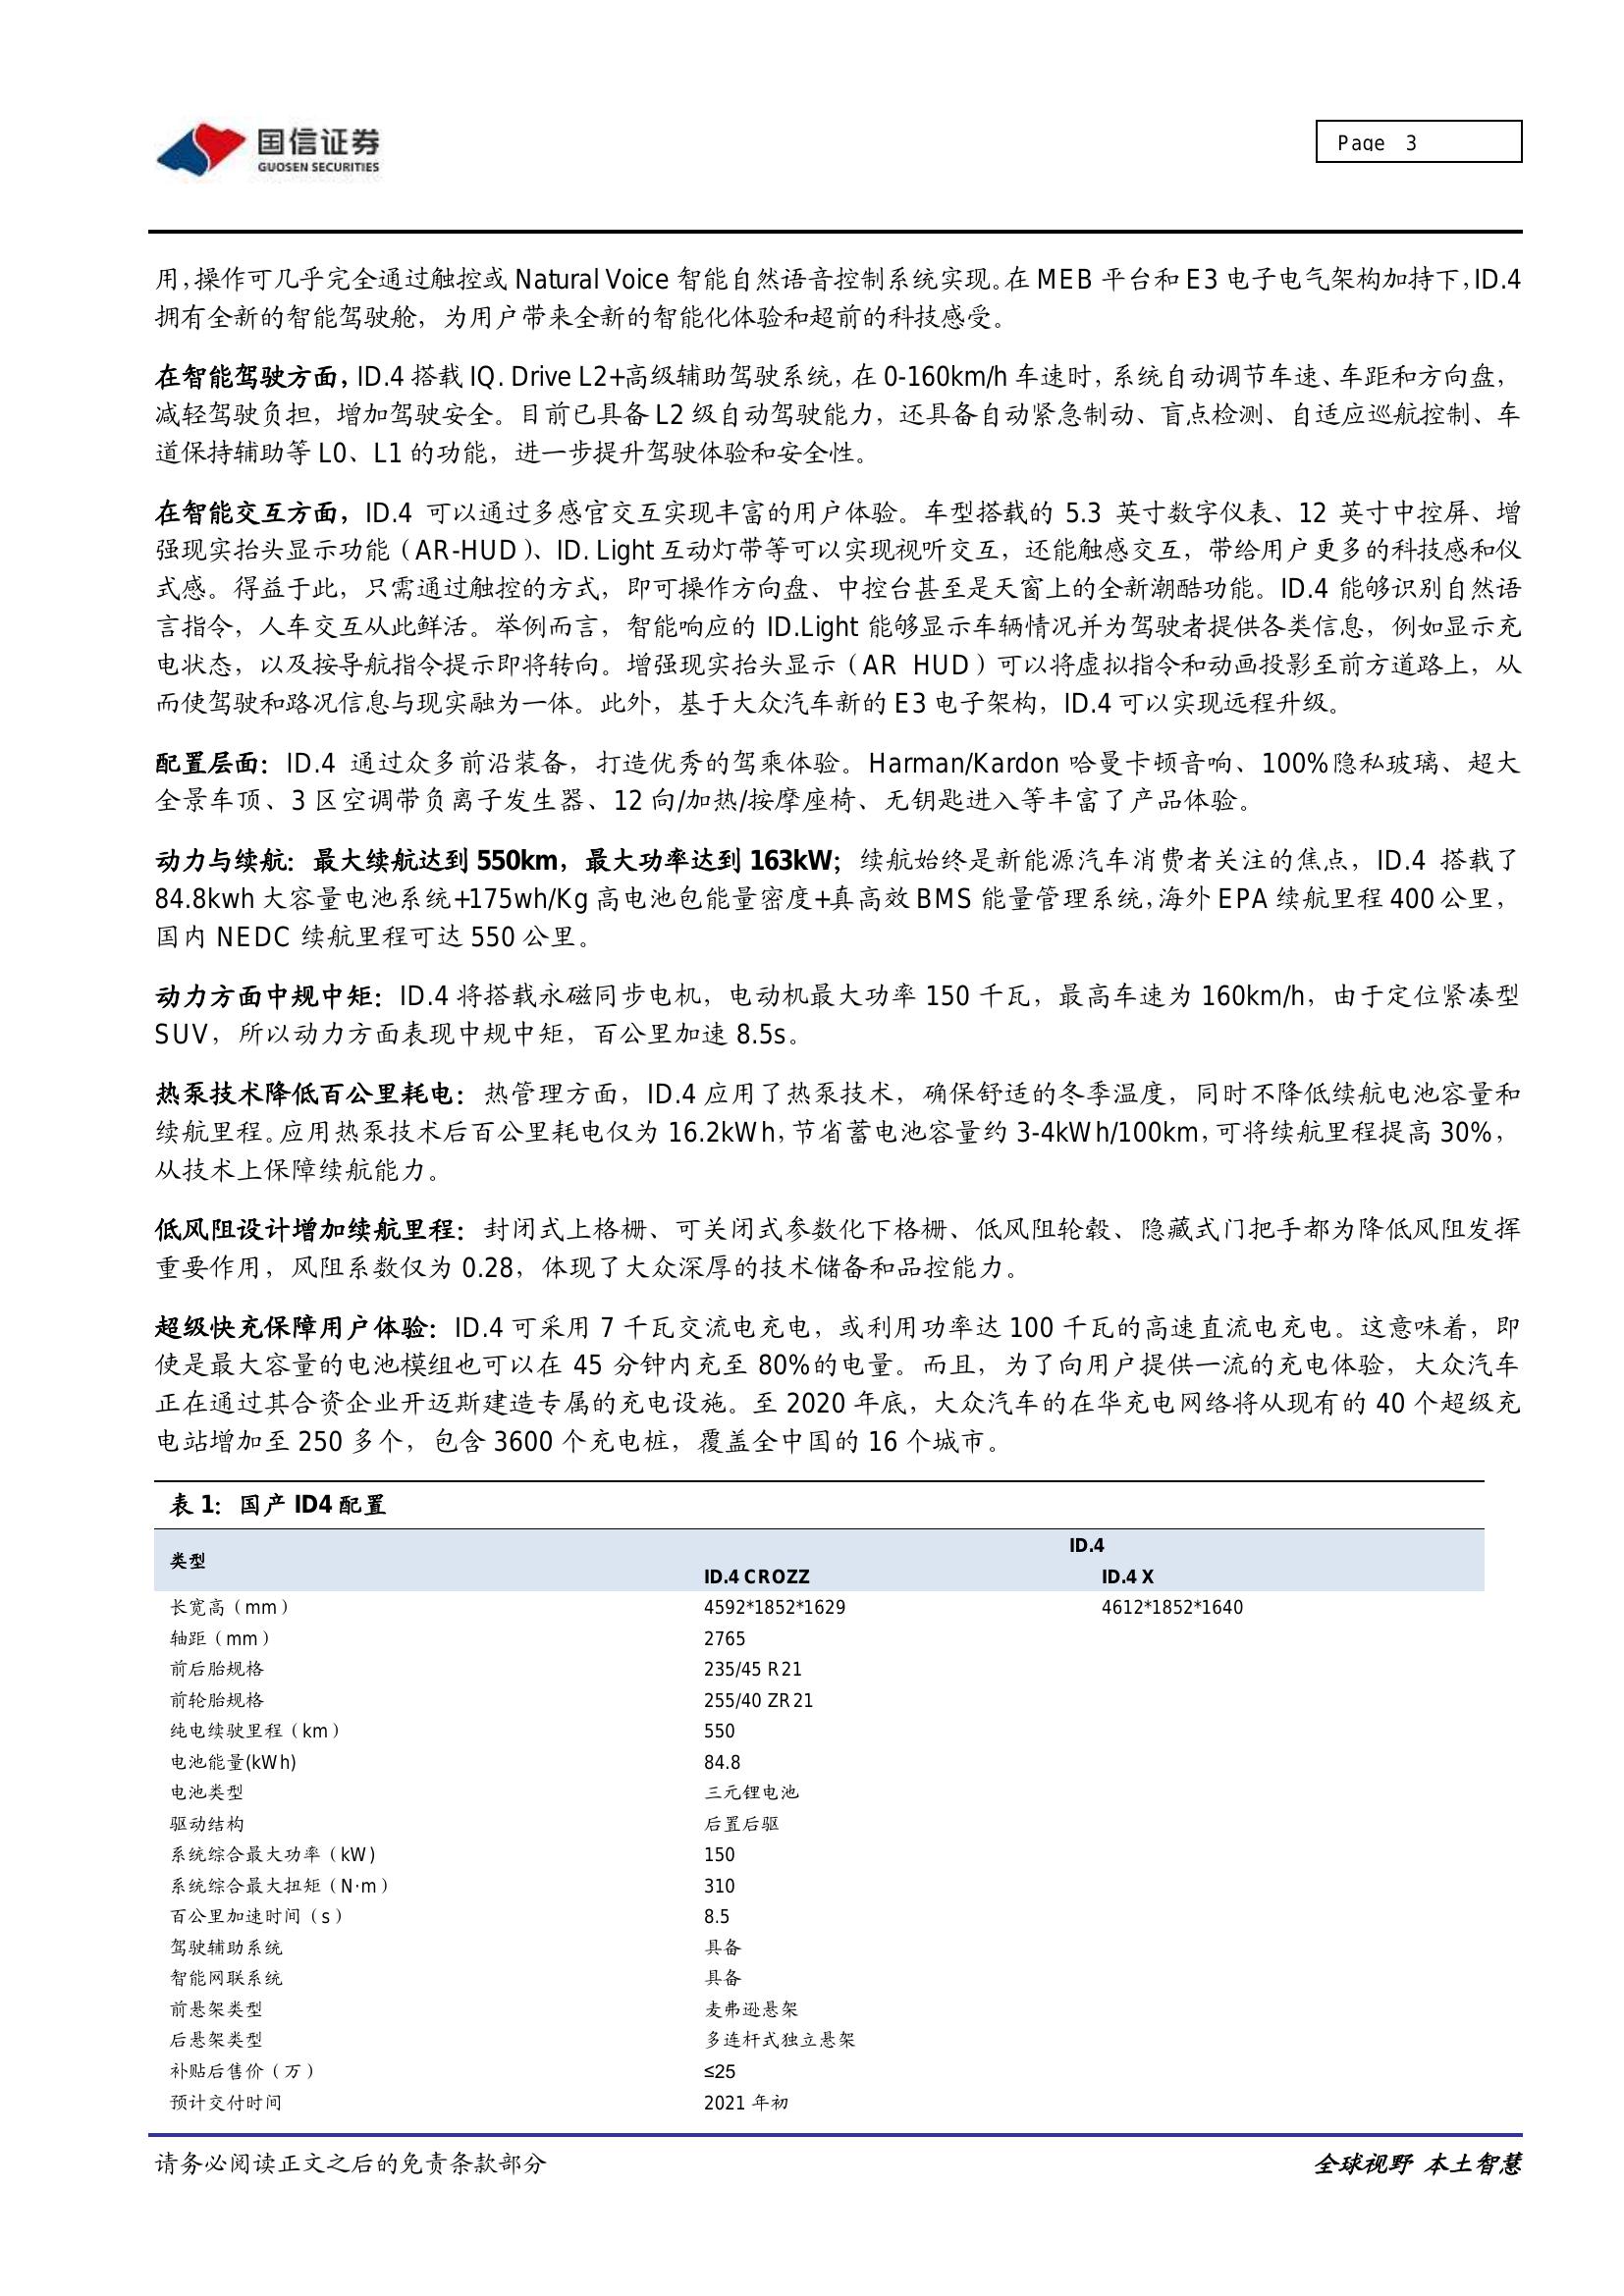 国信证券
GUOSEN SECURITIES
Page 3
用，操作可几乎完全通过触控或 Natural Voice 智能自然语音控制系统实现。在 MEB 平台和 E3 电子电气架构加持下，ID.4
拥有全新的智能驾驶舱，为用户带来全新的智能化体验和超前的科技感受。
在智能驾驶方面，ID.4 搭载 IQ. Drive L2+高级辅助驾驶系统，在 0-160km/h 车速时，系统自动调节车速、车距和方向盘，
减轻驾驶负担，增加驾驶安全。目前已具备 L2 级自动驾驶能力，还具备自动紧急制动、盲点检测、自适应巡航控制、车
道保持辅助等 L0、L1 的功能，进一步提升驾驶体验和安全性。
在智能交互方面，ID.4 可以通过多感官交互实现丰富的用户体验。车型搭载的 5.3 英寸数字仪表、12 英寸中控屏、增
强现实抬头显示功能（AR-HUD）、ID. Light 互动灯带等可以实现视听交互，还能触感交互，带给用户更多的科技感和仪
式感。得益于此，只需通过触控的方式，即可操作方向盘、中控台甚至是天窗上的全新潮酷功能。ID.4 能够识别自然语
言指令，人车交互从此鲜活。举例而言，智能响应的 ID.Light 能够显示车辆情况并为驾驶者提供各类信息，例如显示充
电状态，以及按导航指令提示即将转向。增强现实抬头显示（AR HUD）可以将虚拟指令和动画投影至前方道路上，从
而使驾驶和路况信息与现实融为一体。此外，基于大众汽车新的 E3 电子架构，ID.4 可以实现远程升级。
配置层面：ID.4 通过众多前沿装备，打造优秀的驾乘体验。Harman/Kardon 哈曼卡顿音响、100%隐私玻璃、超大
全景车顶、3 区空调带负离子发生器、12 向/加热/按摩座椅、无钥匙进入等丰富了产品体验。
动力与续航：最大续航达到 550km，最大功率达到 163kW；续航始终是新能源汽车消费者关注的焦点，ID.4 搭载了
84.8kwh 大容量电池系统+175wh/Kg 高电池包能量密度+真高效 BMS 能量管理系统，海外 EPA 续航里程 400 公里，
国内 NEDC 续航里程可达 550 公里。
动力方面中规中矩：ID.4 将搭载永磁同步电机，电动机最大功率 150 千瓦，最高车速为 160km/h，由于定位紧凑型
SUV，所以动力方面表现中规中矩，百公里加速 8.5s。
热泵技术降低百公里耗电：热管理方面，ID.4 应用了热泵技术，确保舒适的冬季温度，同时不降低续航电池容量和
续航里程。应用热泵技术后百公里耗电仅为 16.2kWh，节省蓄电池容量约 3-4kWh/100km，可将续航里程提高 30%，
从技术上保障续航能力。
低风阻设计增加续航里程：封闭式上格栅、可关闭式参数化下格栅、低风阻轮毂、隐藏式门把手都为降低风阻发挥
重要作用，风阻系数仅为 0.28，体现了大众深厚的技术储备和品控能力。
超级快充保障用户体验：ID.4 可采用 7 千瓦交流电充电，或利用功率达 100 千瓦的高速直流电充电。这意味着，即
使是最大容量的电池模组也可以在 45 分钟内充至 80%的电量。而且，为了向用户提供一流的充电体验，大众汽车
正在通过其合资企业开迈斯建造专属的充电设施。至 2020 年底，大众汽车的在华充电网络将从现有的 40 个超级充
电站增加至 250 多个，包含 3600 个充电桩，覆盖全中国的 16 个城市。
表 1：国产 ID4 配置
类型 ID.4
ID.4 CROZZ ID.4 X
长宽高（mm） 4592*1852*1629 4612*1852*1640
轴距（mm） 2765
前后胎规格 235/45 R21
前轮胎规格 255/40 ZR21
纯电续驶里程（km） 550
电池能量(kWh) 84.8
电池类型 三元锂电池
驱动结构 后置后驱
系统综合最大功率（kW) 150
系统综合最大扭矩（N·m） 310
百公里加速时间（s） 8.5
驾驶辅助系统 具备
智能网联系统 具备
前悬架类型 麦弗逊悬架
后悬架类型 多连杆式独立悬架
补贴后售价（万） ≤25
预计交付时间 2021 年初
请务必阅读正文之后的免责条款部分 全球视野 本土智慧